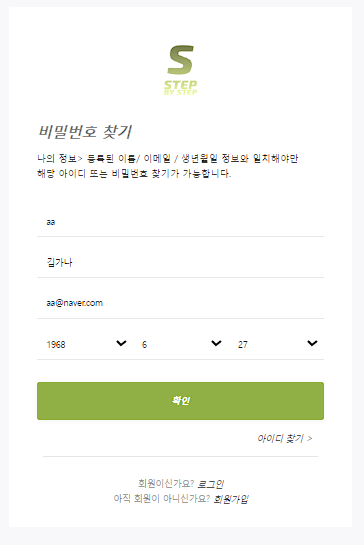 S
STEP
BY STEP
비밀번호 찾기
나의 정보> 등록된 이름/ 이메일 / 생년월일 정보와 일치해야만
해당 아이디 또는 비밀번호 찾기가 가능합니다.
aa
김가나
aa@naver.com
1968 6 27
확인
아이디 찾기 >
회원이신가요? 로그인
아직 회원이 아니신가요? 회원가입